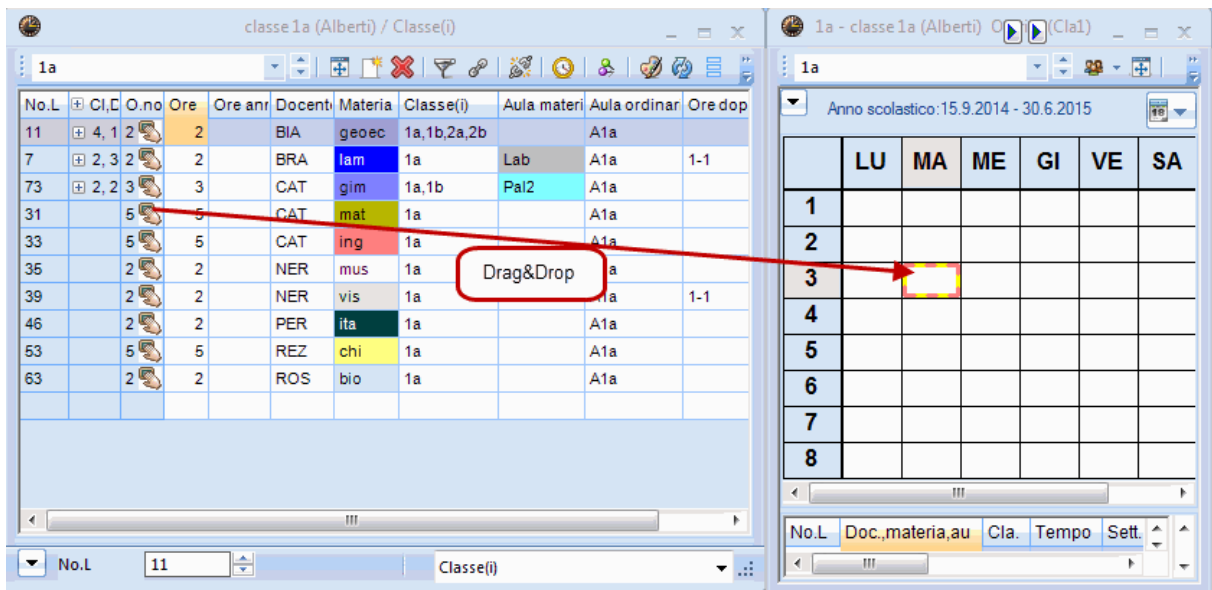 classe 1a (Alberti) / Classe(i)
1a
No.L Cl,D O.no Ore Ore ann Docente Materia Classe(i) Aula materi Aula ordinar Ore dop
11 4, 1 2 2 BIA geoec 1a,1b,2a,2b A1a
7 2, 3 2 2 BRA lam 1a Lab A1a 1-1
73 2, 2 3 3 CAT gim 1a,1b Pal2 A1a
31 5 5 CAT mat 1a A1a
33 5 5 CAT ing 1a A1a
35 2 2 NER mus 1a a
39 2 2 NER vis 1a A1a 1-1
46 2 2 PER ita 1a A1a
53 5 5 REZ chi 1a A1a
63 2 2 ROS bio 1a A1a
Drag&Drop
No.L 11 Classe(i)
1a - classe 1a (Alberti) (Cla1)
1a
Anno scolastico:15.9.2014 - 30.6.2015
LU MA ME GI VE SA
1
2
3
4
5
6
7
8
No.L Doc.,materia,au Cla. Tempo Sett.